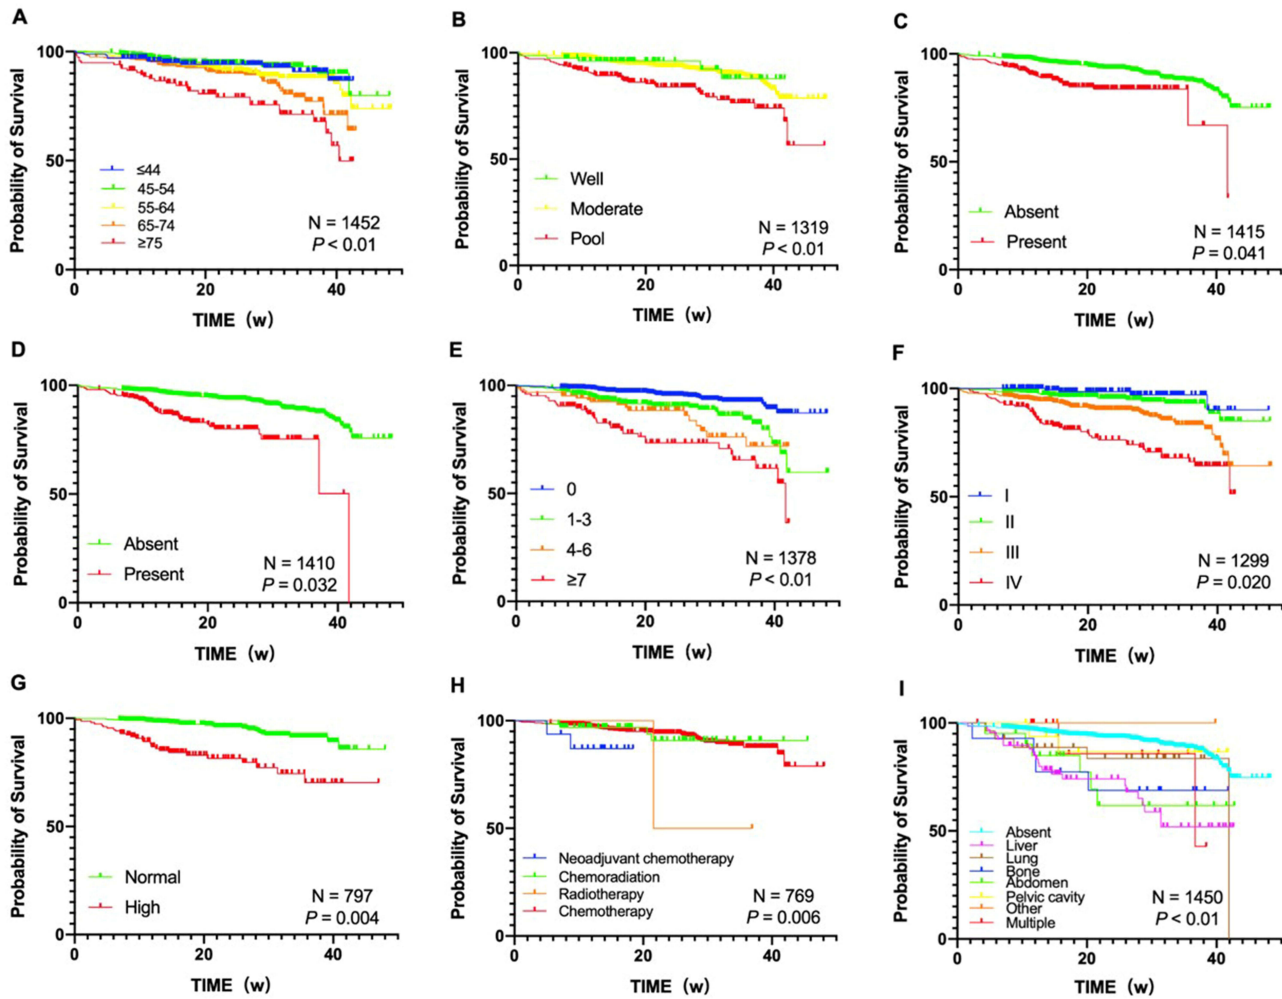 A
Probability of Survival
100
50
0
≤44
45-54
55-64
65-74
≥75
N = 1452
P < 0.01
0
20
40
TIME (w)
B
Probability of Survival
100
50
0
Well
Moderate
Pool
N = 1319
P < 0.01
0
20
40
TIME (w)
C
Probability of Survival
100
50
0
Absent
Present
N = 1415
P = 0.041
0
20
40
TIME (w)
D
Probability of Survival
100
50
0
Absent
Present
N = 1410
P = 0.032
0
20
40
TIME (w)
E
Probability of Survival
100
50
0
0
1-3
4-6
≥7
N = 1378
P < 0.01
0
20
40
TIME (w)
F
Probability of Survival
100
50
0
I
II
III
IV
N = 1299
P = 0.020
0
20
40
TIME (w)
G
Probability of Survival
100
50
0
Normal
High
N = 797
P = 0.004
0
20
40
TIME (w)
H
Probability of Survival
100
50
0
Neoadjuvant chemotherapy
Chemoradiation
Radiotherapy
Chemotherapy
N = 769
P = 0.006
0
20
40
TIME (w)
I
Probability of Survival
100
50
0
Absent
Liver
Lung
Bone
Abdomen
Pelvic cavity
Other
Multiple
N = 1450
P < 0.01
0
20
40
TIME (w)